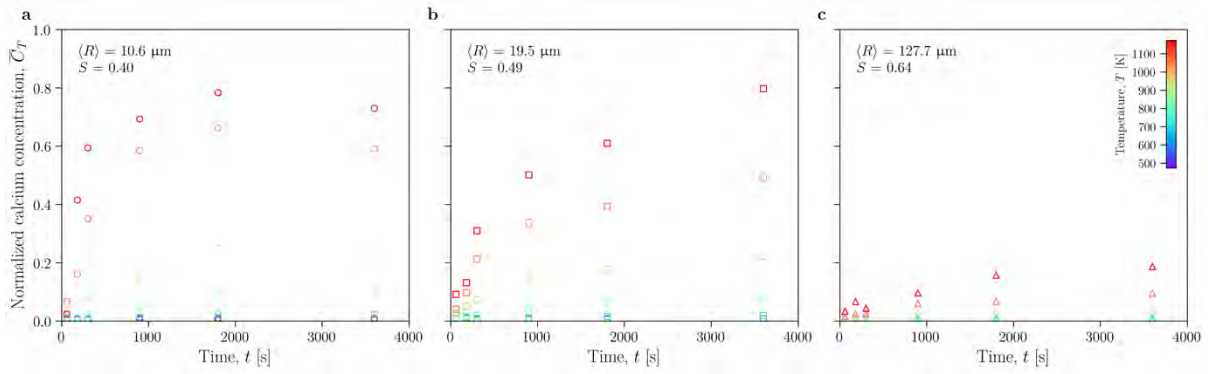 a
b
c
⟨R⟩ = 10.6 μm
S = 0.40
⟨R⟩ = 19.5 μm
S = 0.49
⟨R⟩ = 127.7 μm
S = 0.64
Normalized calcium concentration, C̅_T
1.0
0.8
0.6
0.4
0.2
0.0
0 1000 2000 3000 4000
0 1000 2000 3000 4000
0 1000 2000 3000 4000
Time, t [s]
Time, t [s]
Time, t [s]
Temperature, T [K]
1100
1000
900
800
700
600
500